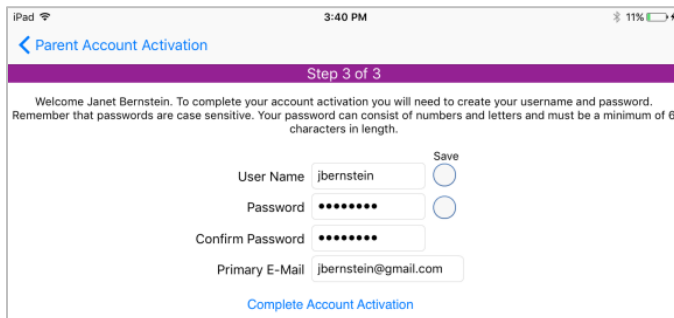 iPad 3:40 PM 11%
Parent Account Activation
Step 3 of 3
Welcome Janet Bernstein. To complete your account activation you will need to create your username and password.
Remember that passwords are case sensitive. Your password can consist of numbers and letters and must be a minimum of 6
characters in length.
Save
User Name jbernstein
Password ••••••••
Confirm Password ••••••••
Primary E-Mail jbernstein@gmail.com
Complete Account Activation